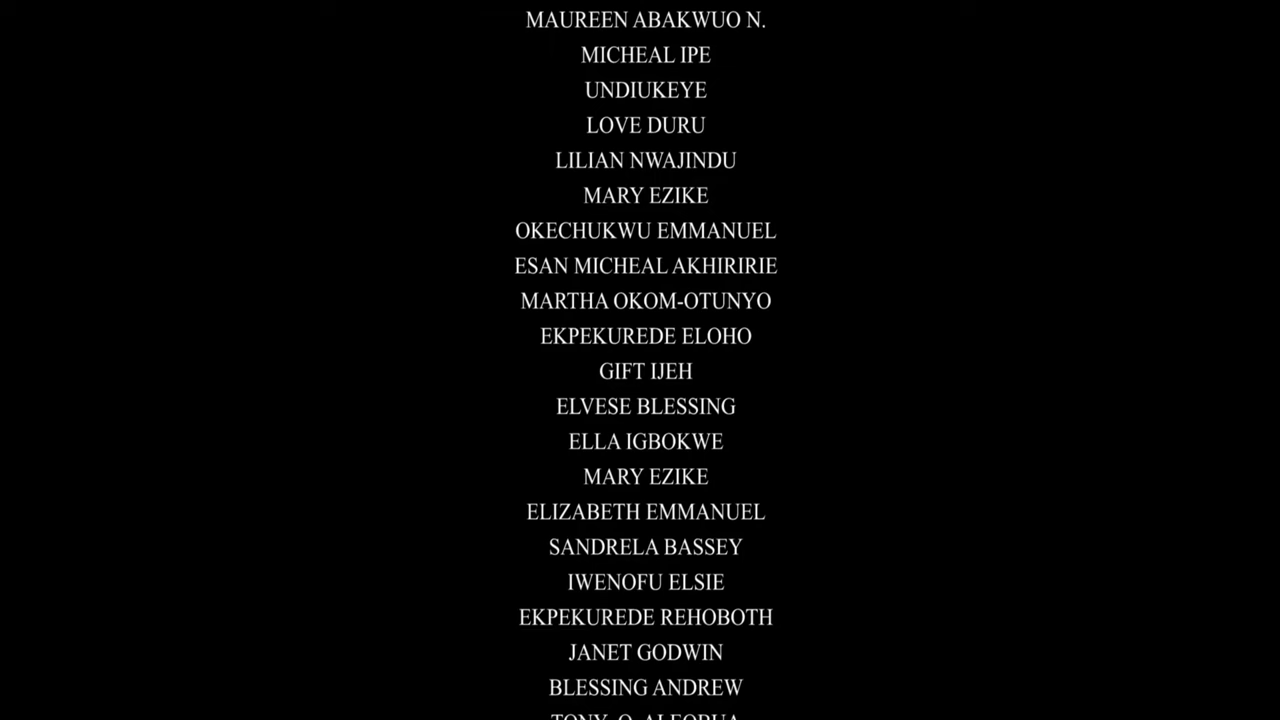 MAUREEN ABAKWUO N.
MICHEAL IPE
UNDIUKEYE
LOVE DURU
LILIAN NWAJINDU
MARY EZIKE
OKECHUKWU EMMANUEL
ESAN MICHEAL AKHIRIRIE
MARTHA OKOM-OTUNYO
EKPEKUREDE ELOHO
GIFT IJEH
ELVESE BLESSING
ELLA IGBOKWE
MARY EZIKE
ELIZABETH EMMANUEL
SANDRELA BASSEY
IWENOFU ELSIE
EKPEKUREDE REHOBOTH
JANET GODWIN
BLESSING ANDREW
TONY O.